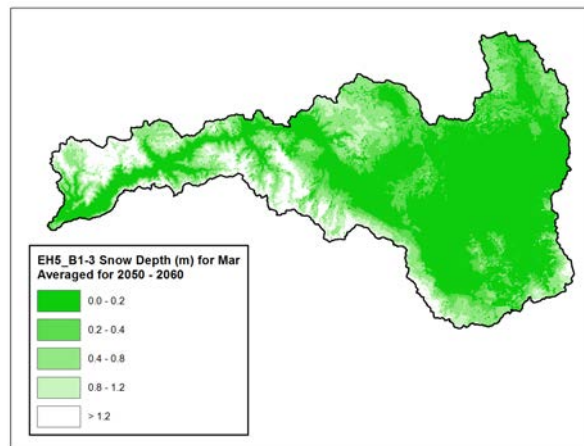 EH5_B1-3 Snow Depth (m) for Mar
Averaged for 2050 - 2060
0.0 - 0.2
0.2 - 0.4
0.4 - 0.8
0.8 - 1.2
> 1.2